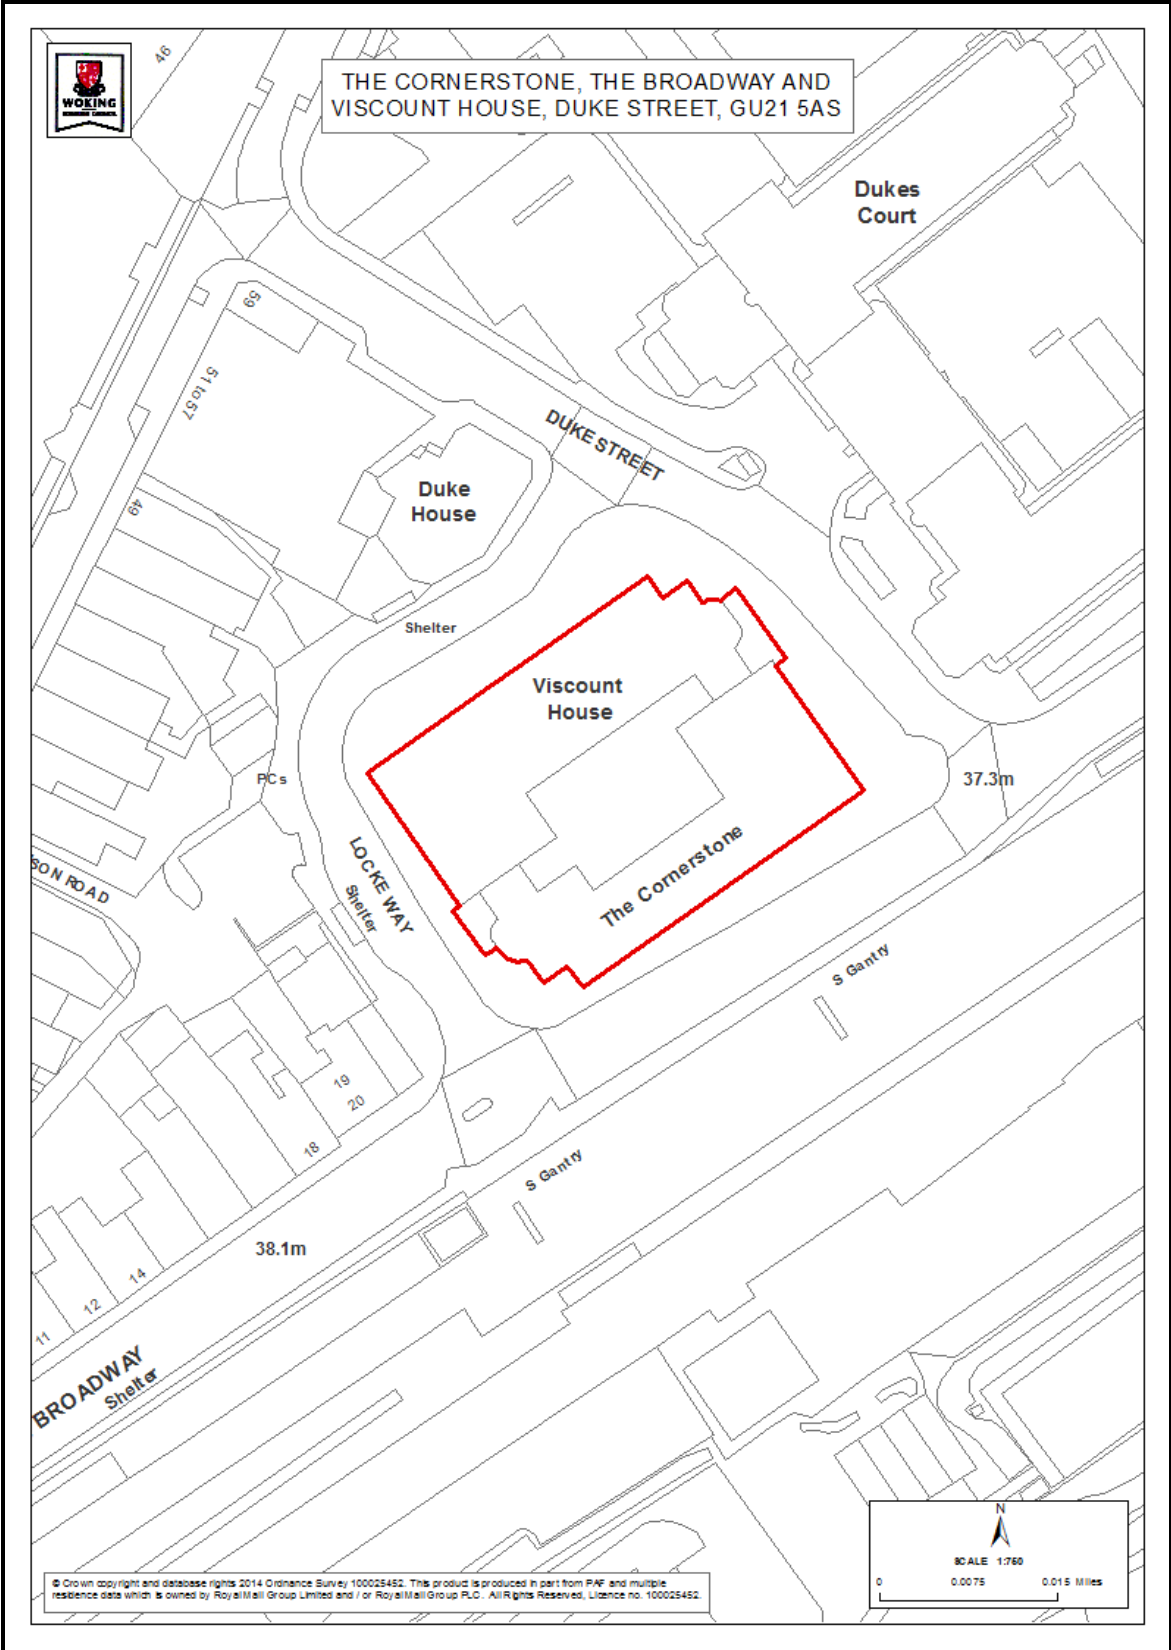 46
WOKING
BOROUGH COUNCIL
THE CORNERSTONE, THE BROADWAY AND
VISCOUNT HOUSE, DUKE STREET, GU21 5AS
Dukes
Court
59
51 to 57
DUKE STREET
Duke
House
49
Shelter
Viscount
House
PCs
37.3m
LOCKE WAY
Shelter
The Cornerstone
SON ROAD
S Gantry
19
20
18
S Gantry
38.1m
14
12
11
BROADWAY
Shelter
N
SCALE 1:750
0 0.0075 0.015 Miles
© Crown copyright and database rights 2014 Ordnance Survey 100025452. This product is produced in part from PAF and multiple
residence data which is owned by Royal Mail Group Limited and / or Royal Mail Group PLC. All Rights Reserved, Licence no. 100025452.